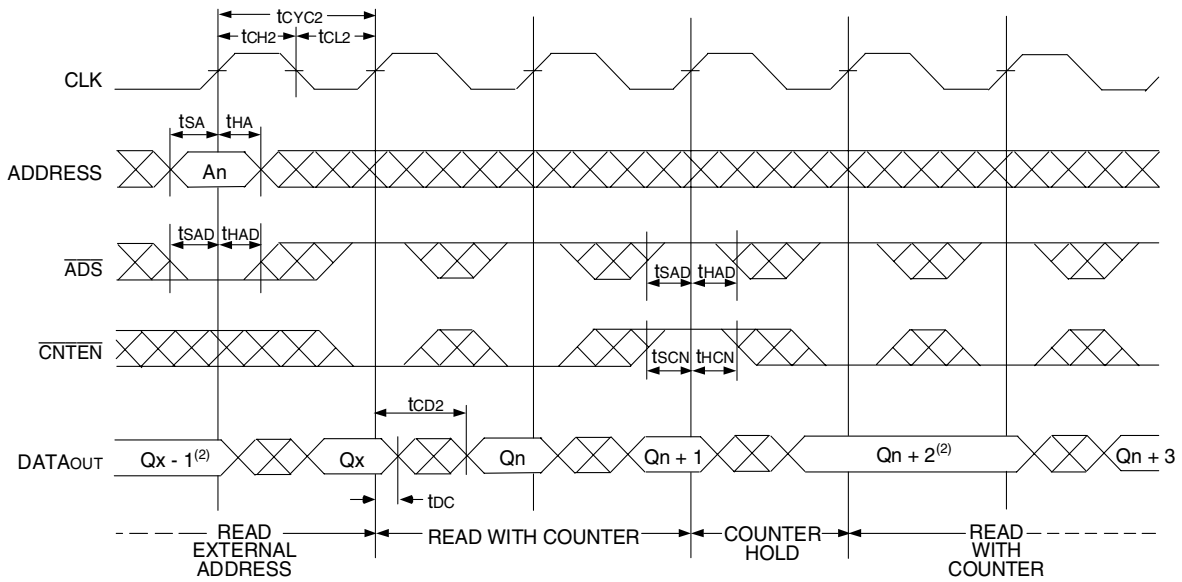 tCYC2
tCH2 tCL2
CLK
tSA tHA
ADDRESS An
tSAD tHAD
ADS
tSAD tHAD
CNTEN
tSCN tHCN
tCD2
DATAOUT Qx - 1(2) Qx Qn Qn + 1 Qn + 2(2) Qn + 3
tDC
READ EXTERNAL ADDRESS
READ WITH COUNTER
COUNTER HOLD
READ WITH COUNTER